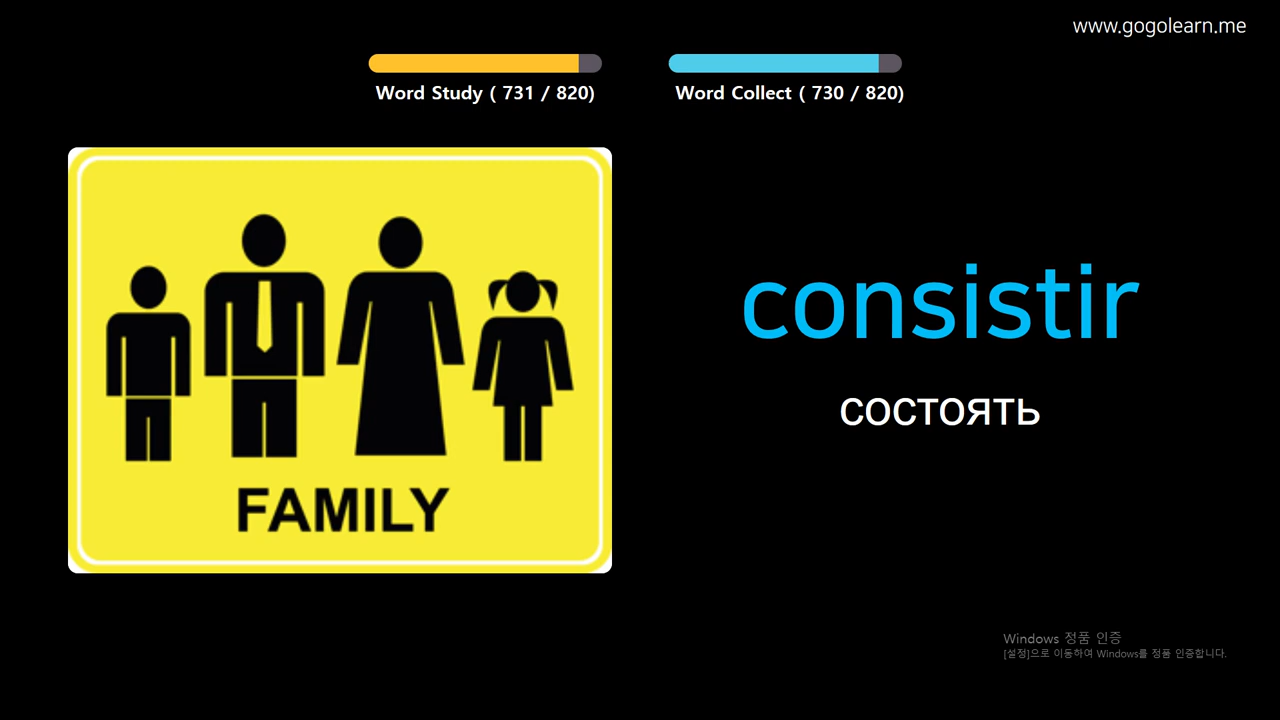 www.gogolearn.me
Word Study ( 731 / 820)
Word Collect ( 730 / 820)
FAMILY
consistir
состоять
Windows 정품 인증
[설정]으로 이동하여 Windows를 정품 인증합니다.